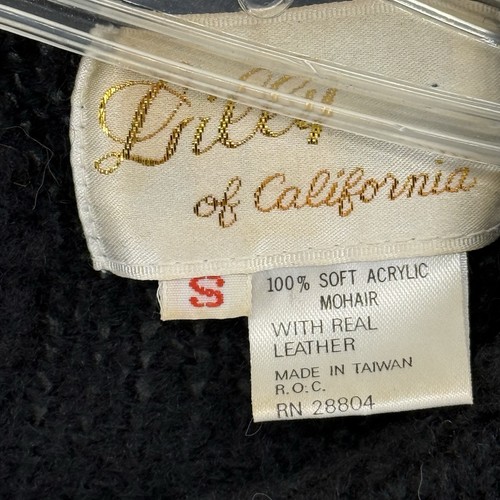 of California
S
100% SOFT ACRYLIC
MOHAIR
WITH REAL
LEATHER
MADE IN TAIWAN
R.O.C.
RN 28804